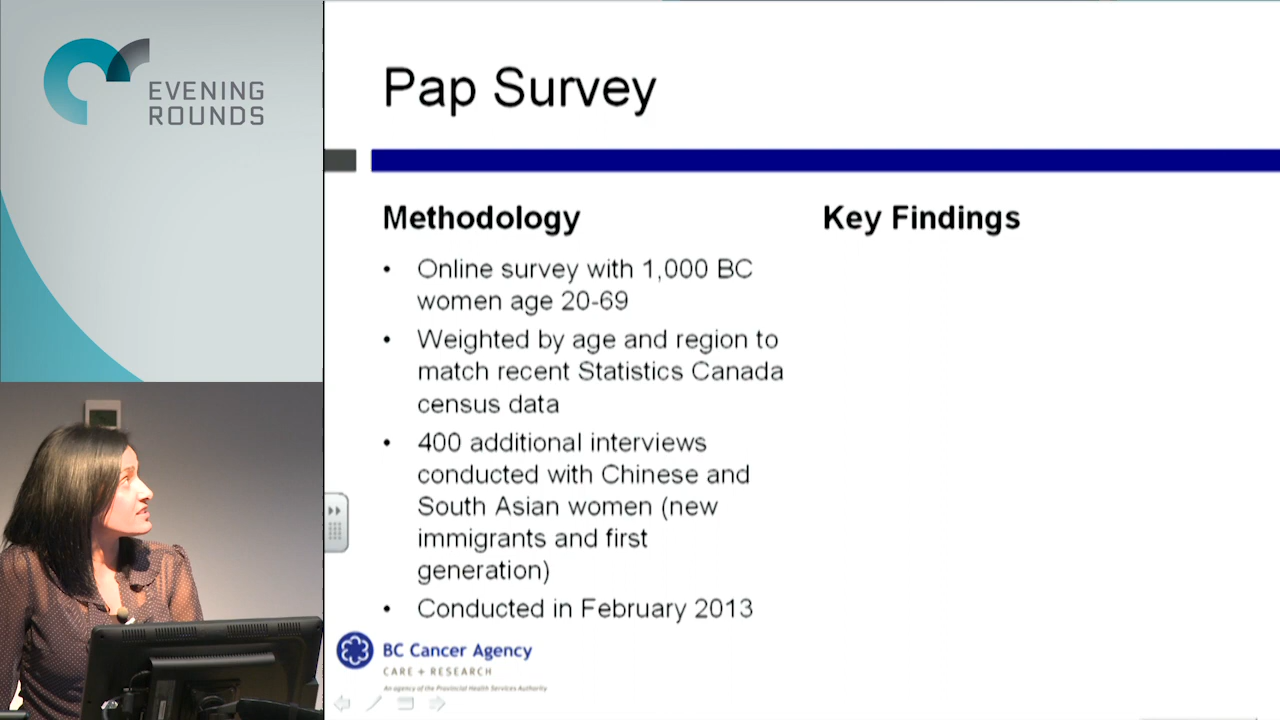 EVENING
ROUNDS
Pap Survey
Methodology
• Online survey with 1,000 BC
women age 20-69
• Weighted by age and region to
match recent Statistics Canada
census data
• 400 additional interviews
conducted with Chinese and
South Asian women (new
immigrants and first
generation)
• Conducted in February 2013
Key Findings
BC Cancer Agency
CARE + RESEARCH
An agency of the Provincial Health Services Authority